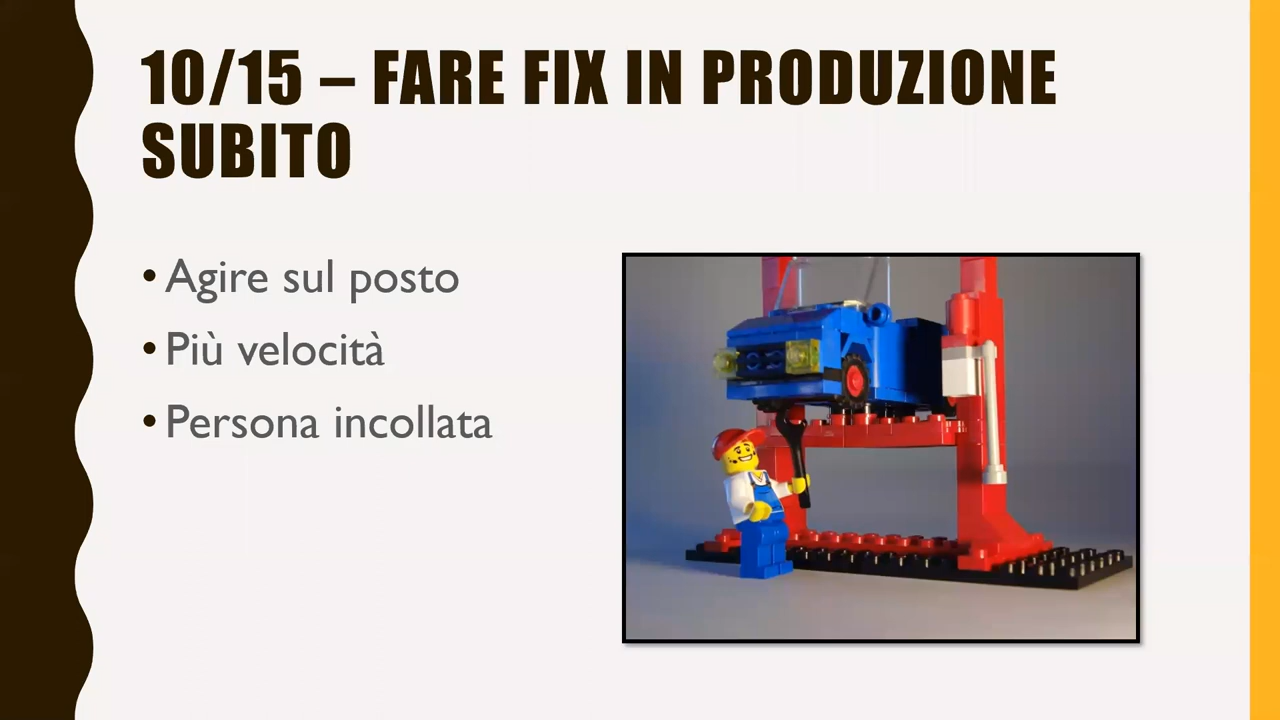 10/15 – FARE FIX IN PRODUZIONE
SUBITO
• Agire sul posto
• Più velocità
• Persona incollata